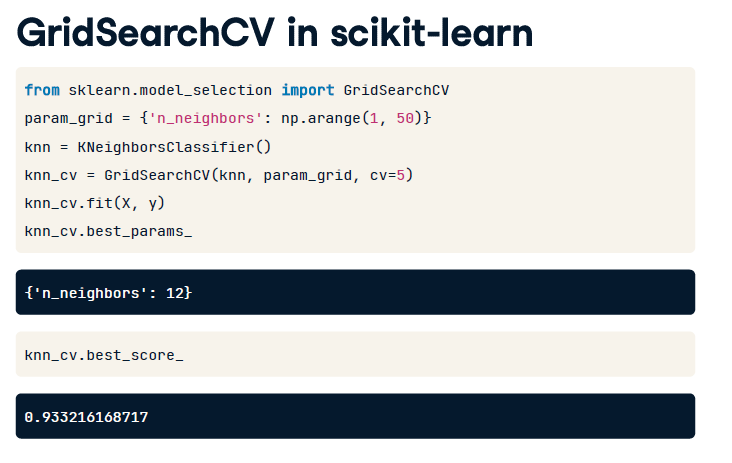 GridSearchCV in scikit-learn
from sklearn.model_selection import GridSearchCV
param_grid = {'n_neighbors': np.arange(1, 50)}
knn = KNeighborsClassifier()
knn_cv = GridSearchCV(knn, param_grid, cv=5)
knn_cv.fit(X, y)
knn_cv.best_params_
{'n_neighbors': 12}
knn_cv.best_score_
0.933216168717